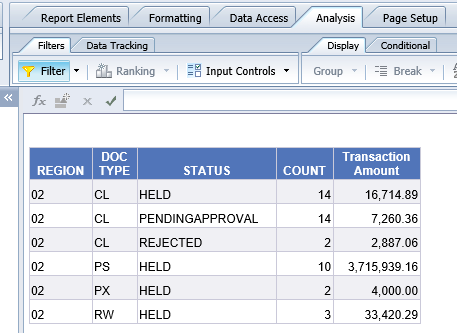 Report Elements Formatting Data Access Analysis Page Setup
Filters Data Tracking Display Conditional
Filter Ranking Input Controls Group Break
fx
REGION DOC TYPE STATUS COUNT Transaction Amount
02 CL HELD 14 16,714.89
02 CL PENDINGAPPROVAL 14 7,260.36
02 CL REJECTED 2 2,887.06
02 PS HELD 10 3,715,939.16
02 PX HELD 2 4,000.00
02 RW HELD 3 33,420.29